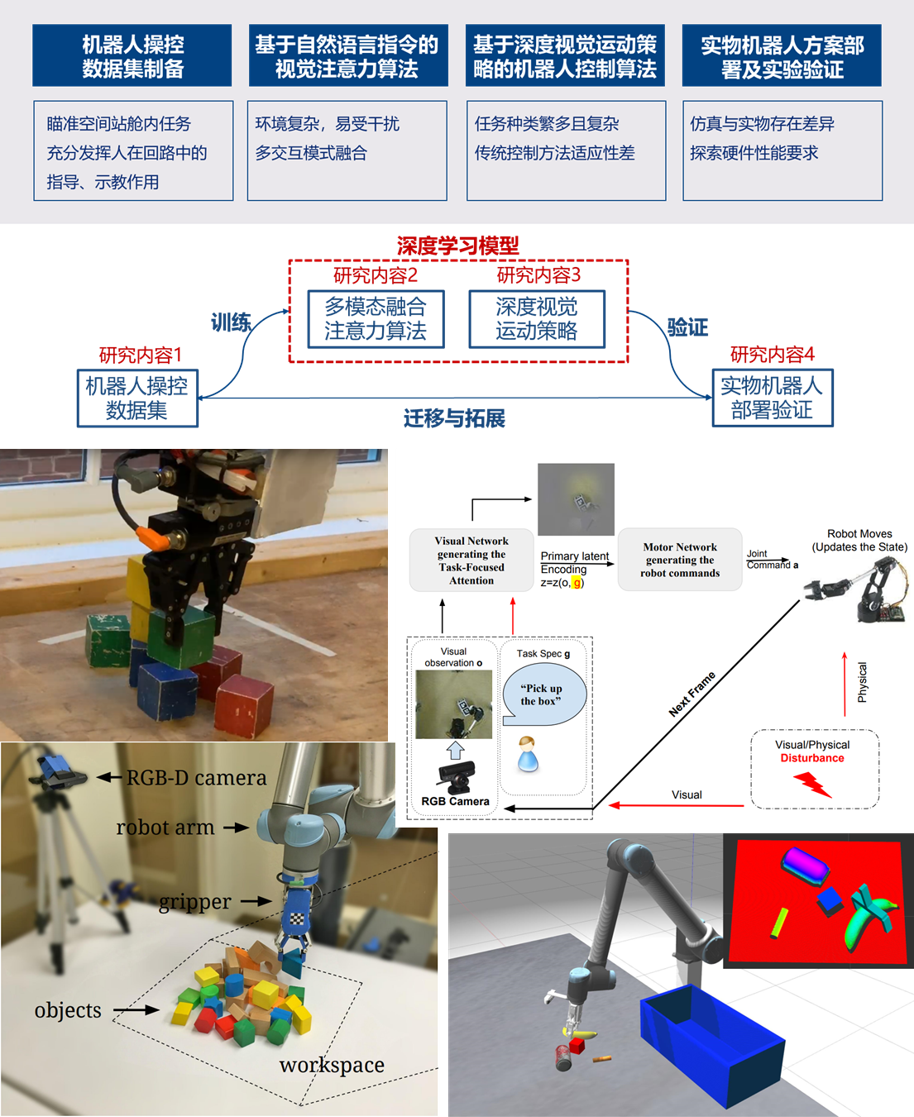 机器人操控
数据集制备
基于自然语言指令的
视觉注意力算法
基于深度视觉运动策
略的机器人控制算法
实物机器人方案部
署及实验验证
瞄准空间站舱内任务
充分发挥人在回路中的
指导、示教作用
环境复杂，易受干扰
多交互模式融合
任务种类繁多且复杂
传统控制方法适应性差
仿真与实物存在差异
探索硬件性能要求
深度学习模型
研究内容2
多模态融合
注意力算法
研究内容3
深度视觉
运动策略
训练
验证
研究内容1
机器人操控
数据集
研究内容4
实物机器人
部署验证
迁移与拓展
Visual Network
generating the
Task-Focused
Attention
Primary latent
Encoding
z=z(o, g)
Motor Network
generating the
robot commands
Joint
Command a
Robot Moves
(Updates the State)
Visual
observation o
Task Spec g
“Pick up
the box”
RGB Camera
Next Frame
Physical
Visual/Physical
Disturbance
Visual
RGB-D camera
robot arm
gripper
objects
workspace